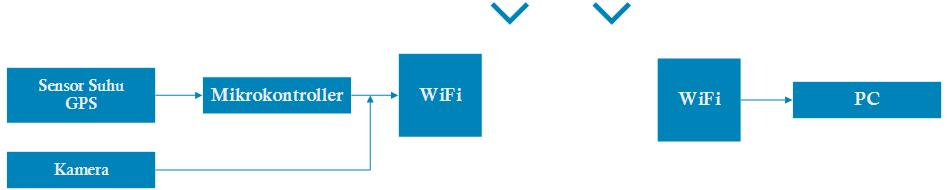 Sensor Suhu
GPS
Mikrokontroller
WiFi
WiFi
PC
Kamera